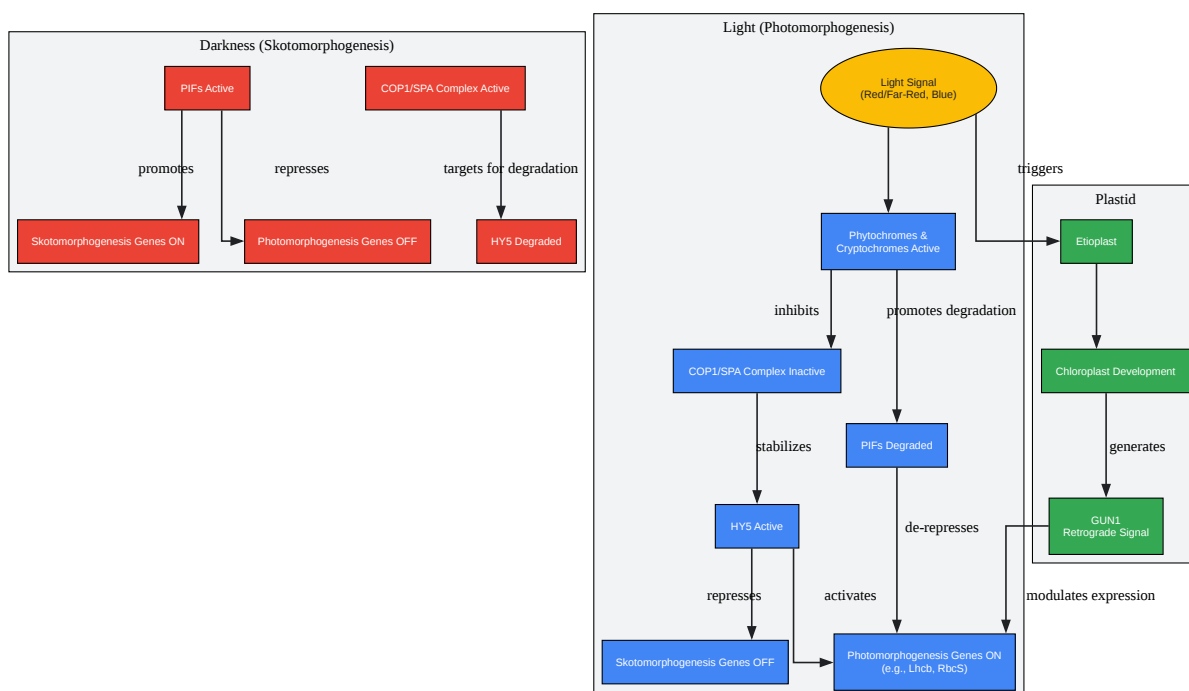 Darkness (Skotomorphogenesis)
PIFs Active
COP1/SPA Complex Active
promotes
represses
targets for degradation
Skotomorphogenesis Genes ON
Photomorphogenesis Genes OFF
HY5 Degraded
Light (Photomorphogenesis)
Light Signal
(Red/Far-Red, Blue)
triggers
Phytochromes &
Cryptochromes Active
inhibits
promotes degradation
COP1/SPA Complex Inactive
stabilizes
PIFs Degraded
HY5 Active
de-represses
represses
activates
modulates expression
Skotomorphogenesis Genes OFF
Photomorphogenesis Genes ON
(e.g., Lhcb, RbcS)
Plastid
Etioplast
Chloroplast Development
generates
GUN1
Retrograde Signal